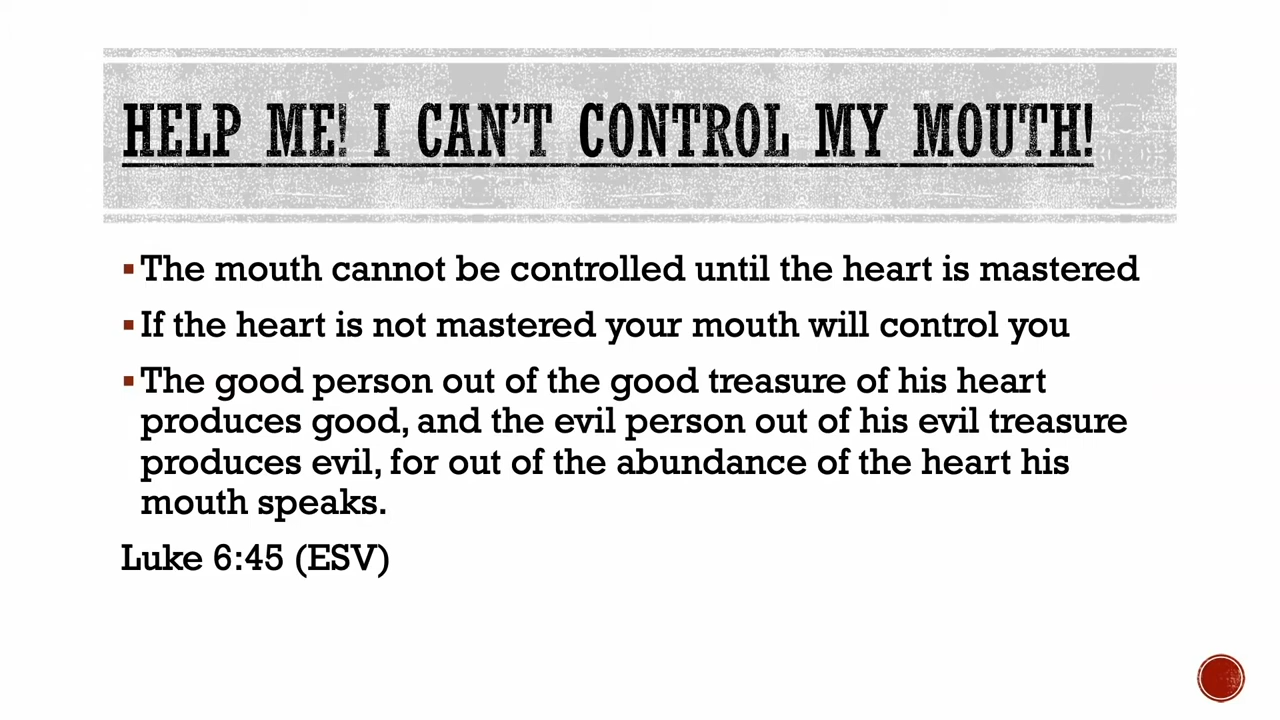 HELP ME! I CAN'T CONTROL MY MOUTH!
▪ The mouth cannot be controlled until the heart is mastered
▪ If the heart is not mastered your mouth will control you
▪ The good person out of the good treasure of his heart
produces good, and the evil person out of his evil treasure
produces evil, for out of the abundance of the heart his
mouth speaks.
Luke 6:45 (ESV)